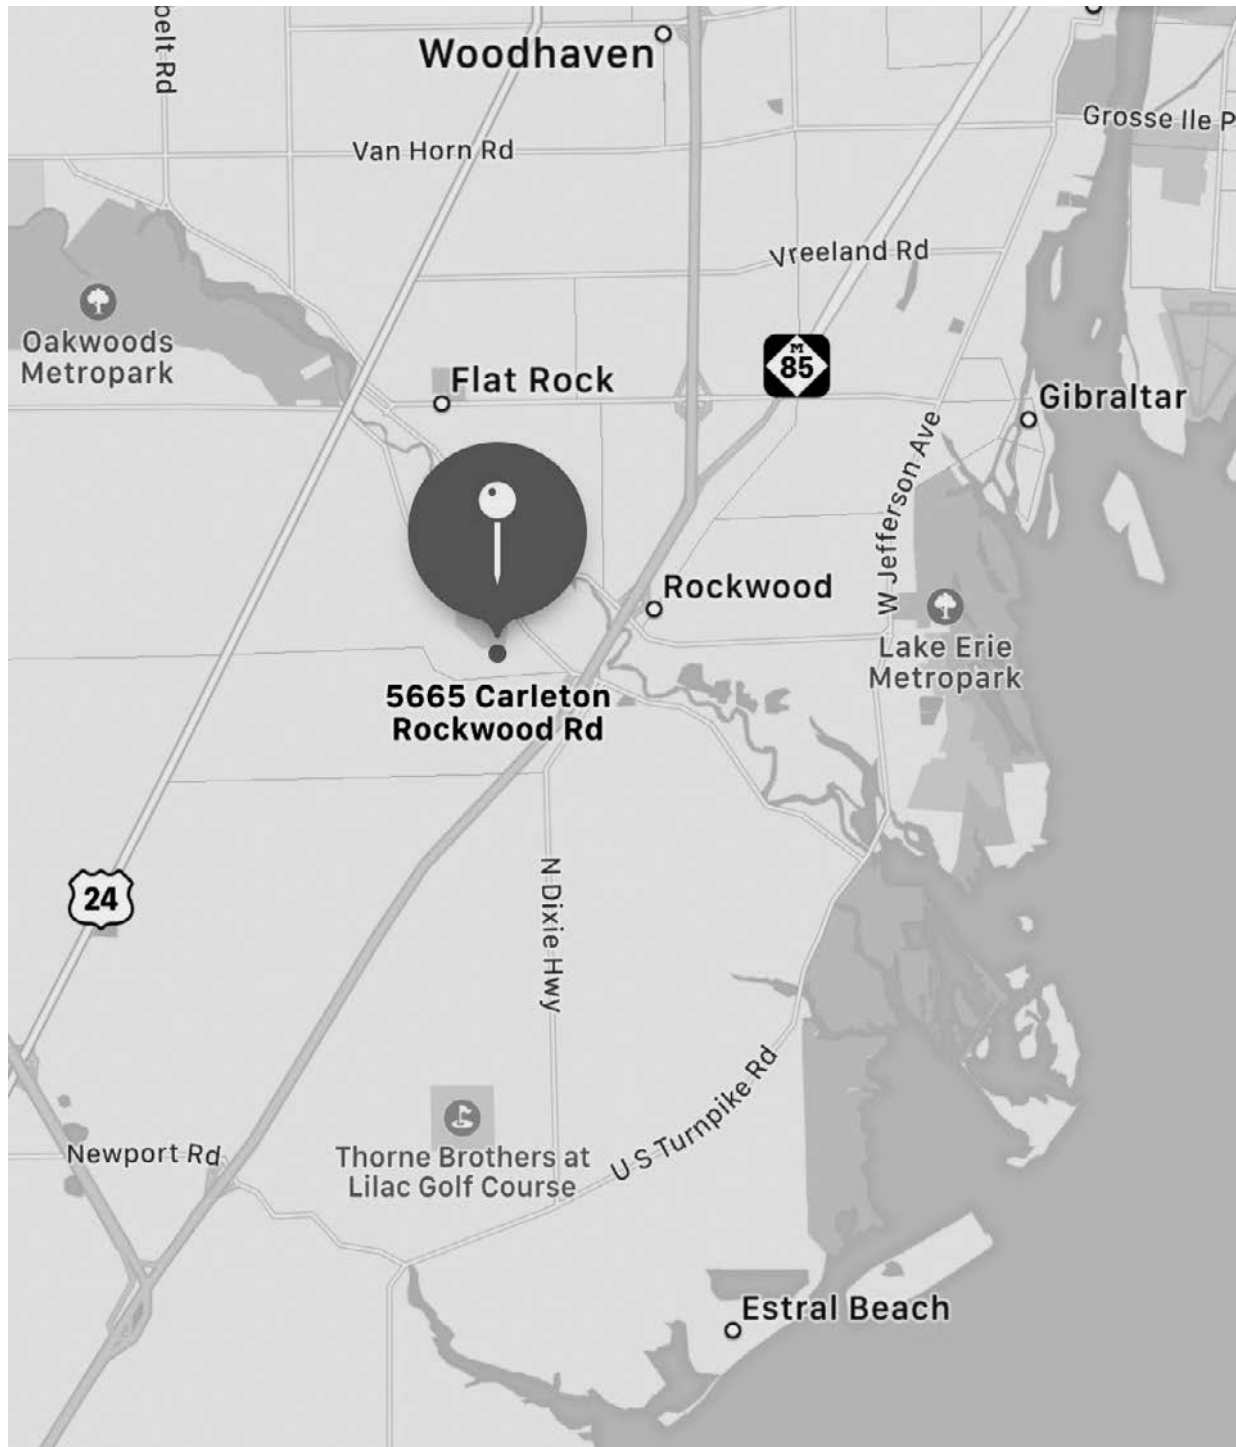 belt Rd
Woodhaven
Grosse Ile P
Van Horn Rd
Vreeland Rd
Oakwoods
Metropark
Flat Rock
M
85
Gibraltar
W Jefferson Ave
Rockwood
Lake Erie
Metropark
5665 Carleton
Rockwood Rd
24
N Dixie Hwy
U S Turnpike Rd
Newport Rd
Thorne Brothers at
Lilac Golf Course
Estral Beach